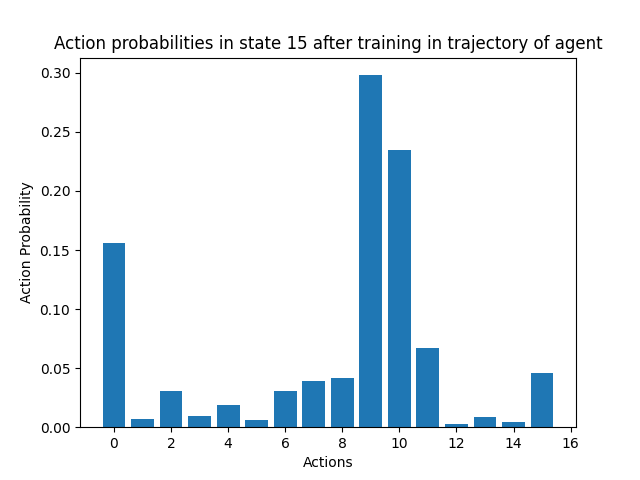 Action probabilities in state 15 after training in trajectory of agent
0.30
0.25
0.20
0.15
0.10
0.05
0.00
Action Probability
0 2 4 6 8 10 12 14 16
Actions